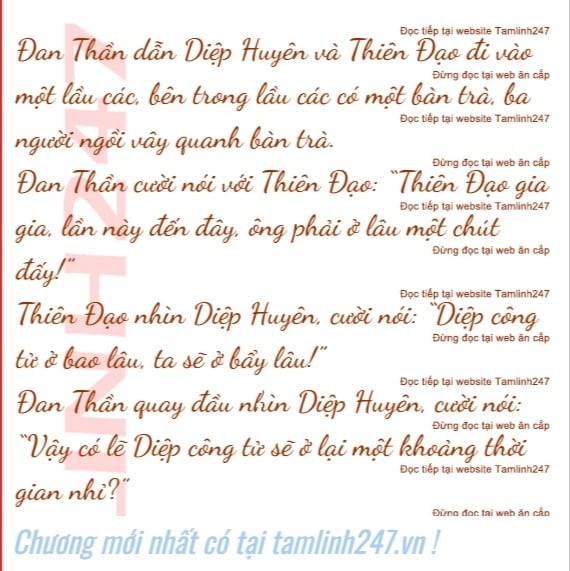 Đọc tiếp tại website Tamlinh247
Đan Thần dẫn Diệp Huyên và Thiên Đạo đi vào
Đừng đọc tại web ăn cắp
một lầu các, bên trong lầu các có một bàn trà, ba
Đọc tiếp tại website Tamlinh247
người ngồi vây quanh bàn trà.
Đừng đọc tại web ăn cắp
Đan Thần cười nói với Thiên Đạo: “Thiên Đạo gia
Đọc tiếp tại website Tamlinh247
gia, lần này đến đây, ông phải ở lâu một chút
Đừng đọc tại web ăn cắp
đấy!”
Đọc tiếp tại website Tamlinh247
Thiên Đạo nhìn Diệp Huyên, cười nói: “Diệp công
Đừng đọc tại web ăn cắp
tử ở bao lâu, ta sẽ ở bấy lâu!”
Đọc tiếp tại website Tamlinh247
Đan Thần quay đầu nhìn Diệp Huyên, cười nói:
Đừng đọc tại web ăn cắp
“Vậy có lẽ Diệp công tử sẽ ở lại một khoảng thời
Đọc tiếp tại website Tamlinh247
gian nhỉ?”
Đừng đọc tại web ăn cắp
INH247
Chương mới nhất có tại tamlinh247.vn !